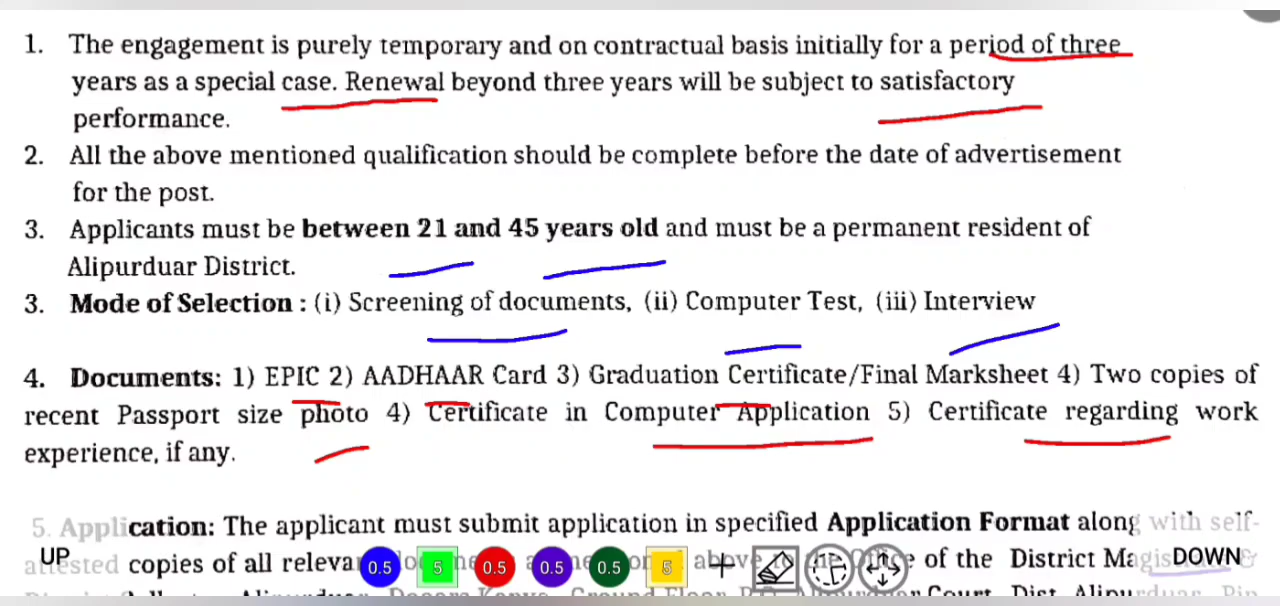 1. The engagement is purely temporary and on contractual basis initially for a period of three
years as a special case. Renewal beyond three years will be subject to satisfactory
performance.
2. All the above mentioned qualification should be complete before the date of advertisement
for the post.
3. Applicants must be between 21 and 45 years old and must be a permanent resident of
Alipurduar District.
3. Mode of Selection : (i) Screening of documents, (ii) Computer Test, (iii) Interview
4. Documents: 1) EPIC 2) AADHAAR Card 3) Graduation Certificate/Final Marksheet 4) Two copies of
recent Passport size photo 4) Certificate in Computer Application 5) Certificate regarding work
experience, if any.
5. Application: The applicant must submit application in specified Application Format along with self-
UP
attested copies of all above of the District
DOWN
0.5 5 0.5 0.5 0.5 5
Court Dist Alipurduar